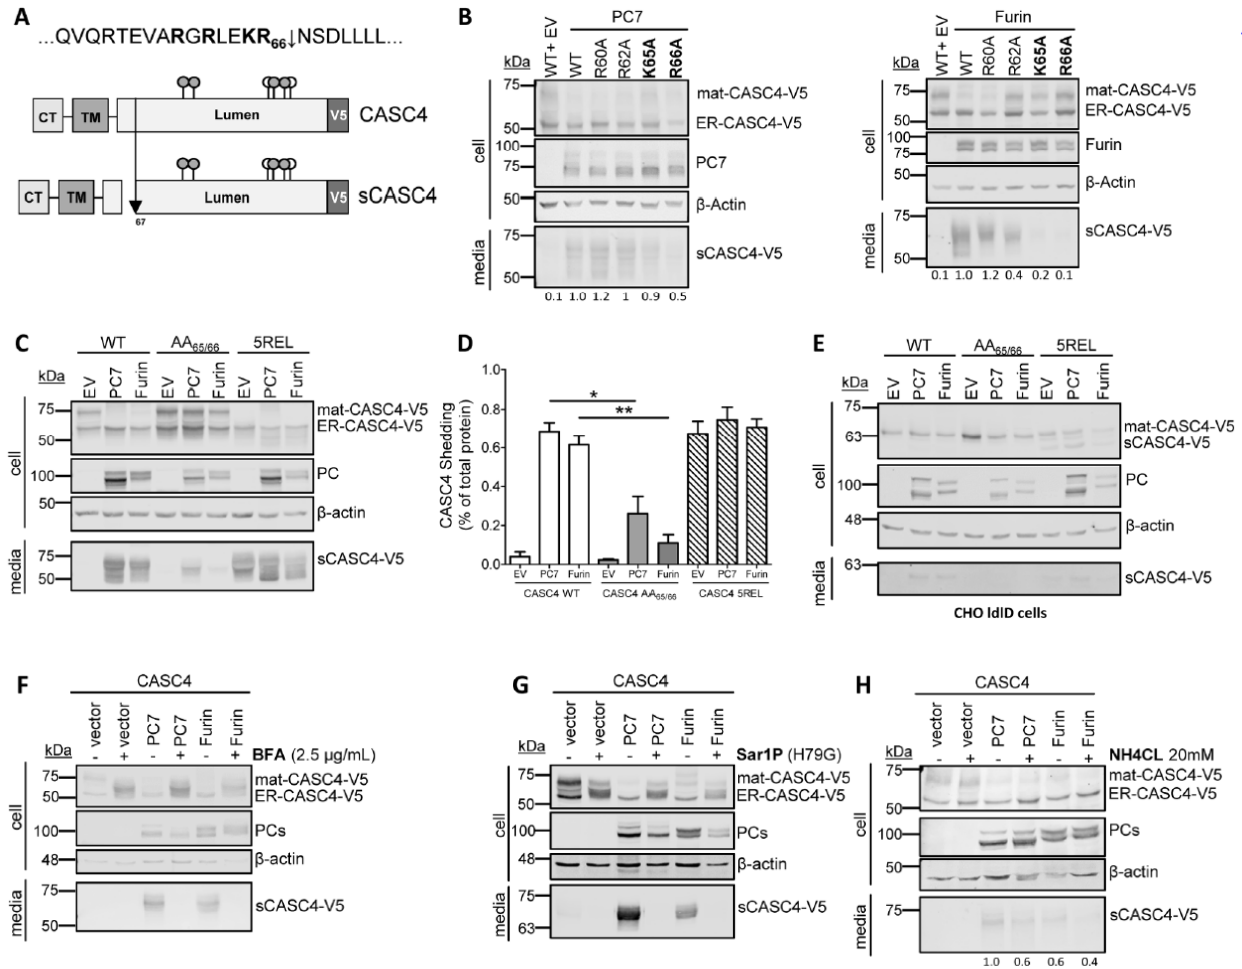 A
...QVQRTEVARGRLEKR66↓NSDLLLL...
CT TM Lumen V5 CASC4
CT TM Lumen V5 sCASC4
67
B
PC7
kDa WT+ EV WT R60A R62A K65A R66A
75 mat-CASC4-V5
50 ER-CASC4-V5
cell
100
75 PC7
50 β-Actin
75
media sCASC4-V5
50
0.1 1.0 1.2 1 0.9 0.5
Furin
kDa WT+ EV WT R60A R62A K65A R66A
75 mat-CASC4-V5
ER-CASC4-V5
50
cell
100
75 Furin
50 β-Actin
75
media sCASC4-V5
50
0.1 1.0 1.2 0.4 0.2 0.1
C
WT AA65/66 5REL
kDa EV PC7 Furin EV PC7 Furin EV PC7 Furin
75 mat-CASC4-V5
ER-CASC4-V5
50
cell
100 PC
50 β-actin
media
75 sCASC4-V5
50
D
CASC4 Shedding
(% of total protein)
1.0
0.8
0.6
0.4
0.2
0.0
*
**
EV PC7 Furin EV PC7 Furin EV PC7 Furin
CASC4 WT CASC4 AA65/66 CASC4 5REL
E
WT AA65/66 5REL
kDa EV PC7 Furin EV PC7 Furin EV PC7 Furin
75
mat-CASC4-V5
63 sCASC4-V5
cell
100 PC
48 β-actin
63
media sCASC4-V5
CHO ldlD cells
F
CASC4
vector vector PC7 PC7 Furin Furin
kDa - + - + - + BFA (2.5 µg/mL)
75 mat-CASC4-V5
50 ER-CASC4-V5
cell
100 PCs
48 β-actin
75
media sCASC4-V5
50
G
CASC4
vector vector PC7 PC7 Furin Furin
kDa - + - + - + Sar1P (H79G)
75 mat-CASC4-V5
50 ER-CASC4-V5
cell
100 PCs
48 β-actin
75
media sCASC4-V5
63
H
CASC4
vector vector PC7 PC7 Furin Furin
kDa - + - + - + NH4CL 20mM
75 mat-CASC4-V5
50 ER-CASC4-V5
cell
100 PCs
50 β-actin
75 sCASC4-V5
media
1.0 0.6 0.6 0.4